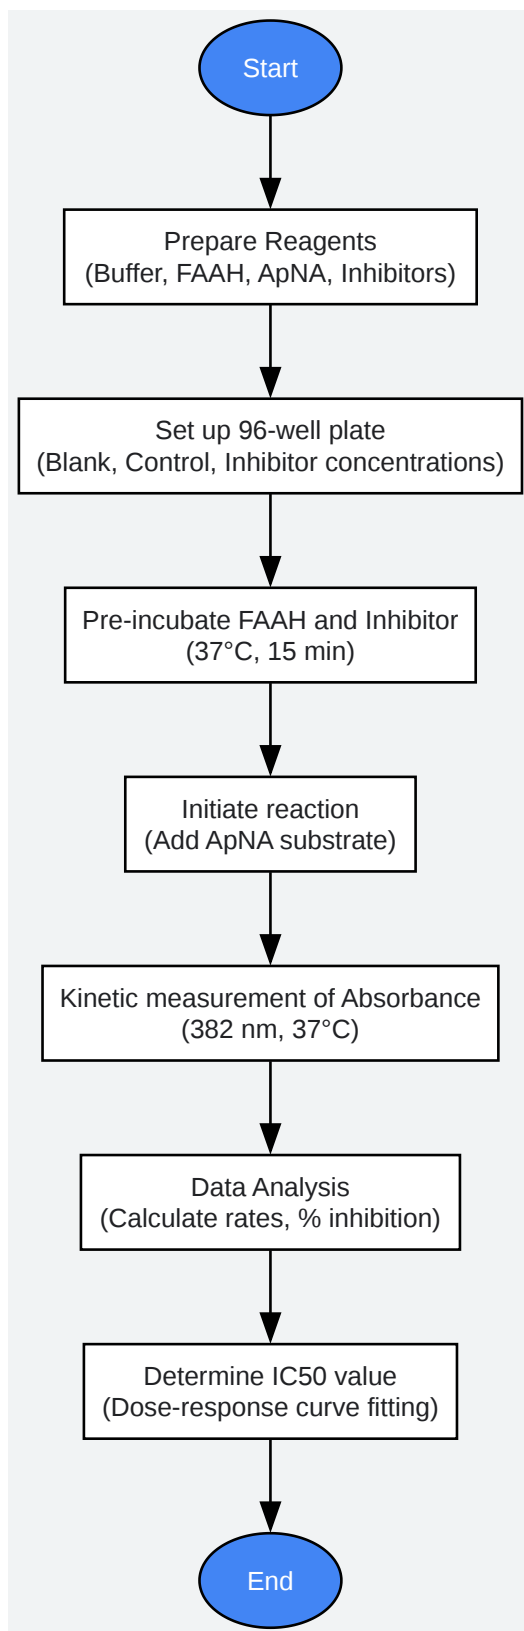 Start
Prepare Reagents
(Buffer, FAAH, ApNA, Inhibitors)
Set up 96-well plate
(Blank, Control, Inhibitor concentrations)
Pre-incubate FAAH and Inhibitor
(37°C, 15 min)
Initiate reaction
(Add ApNA substrate)
Kinetic measurement of Absorbance
(382 nm, 37°C)
Data Analysis
(Calculate rates, % inhibition)
Determine IC50 value
(Dose-response curve fitting)
End